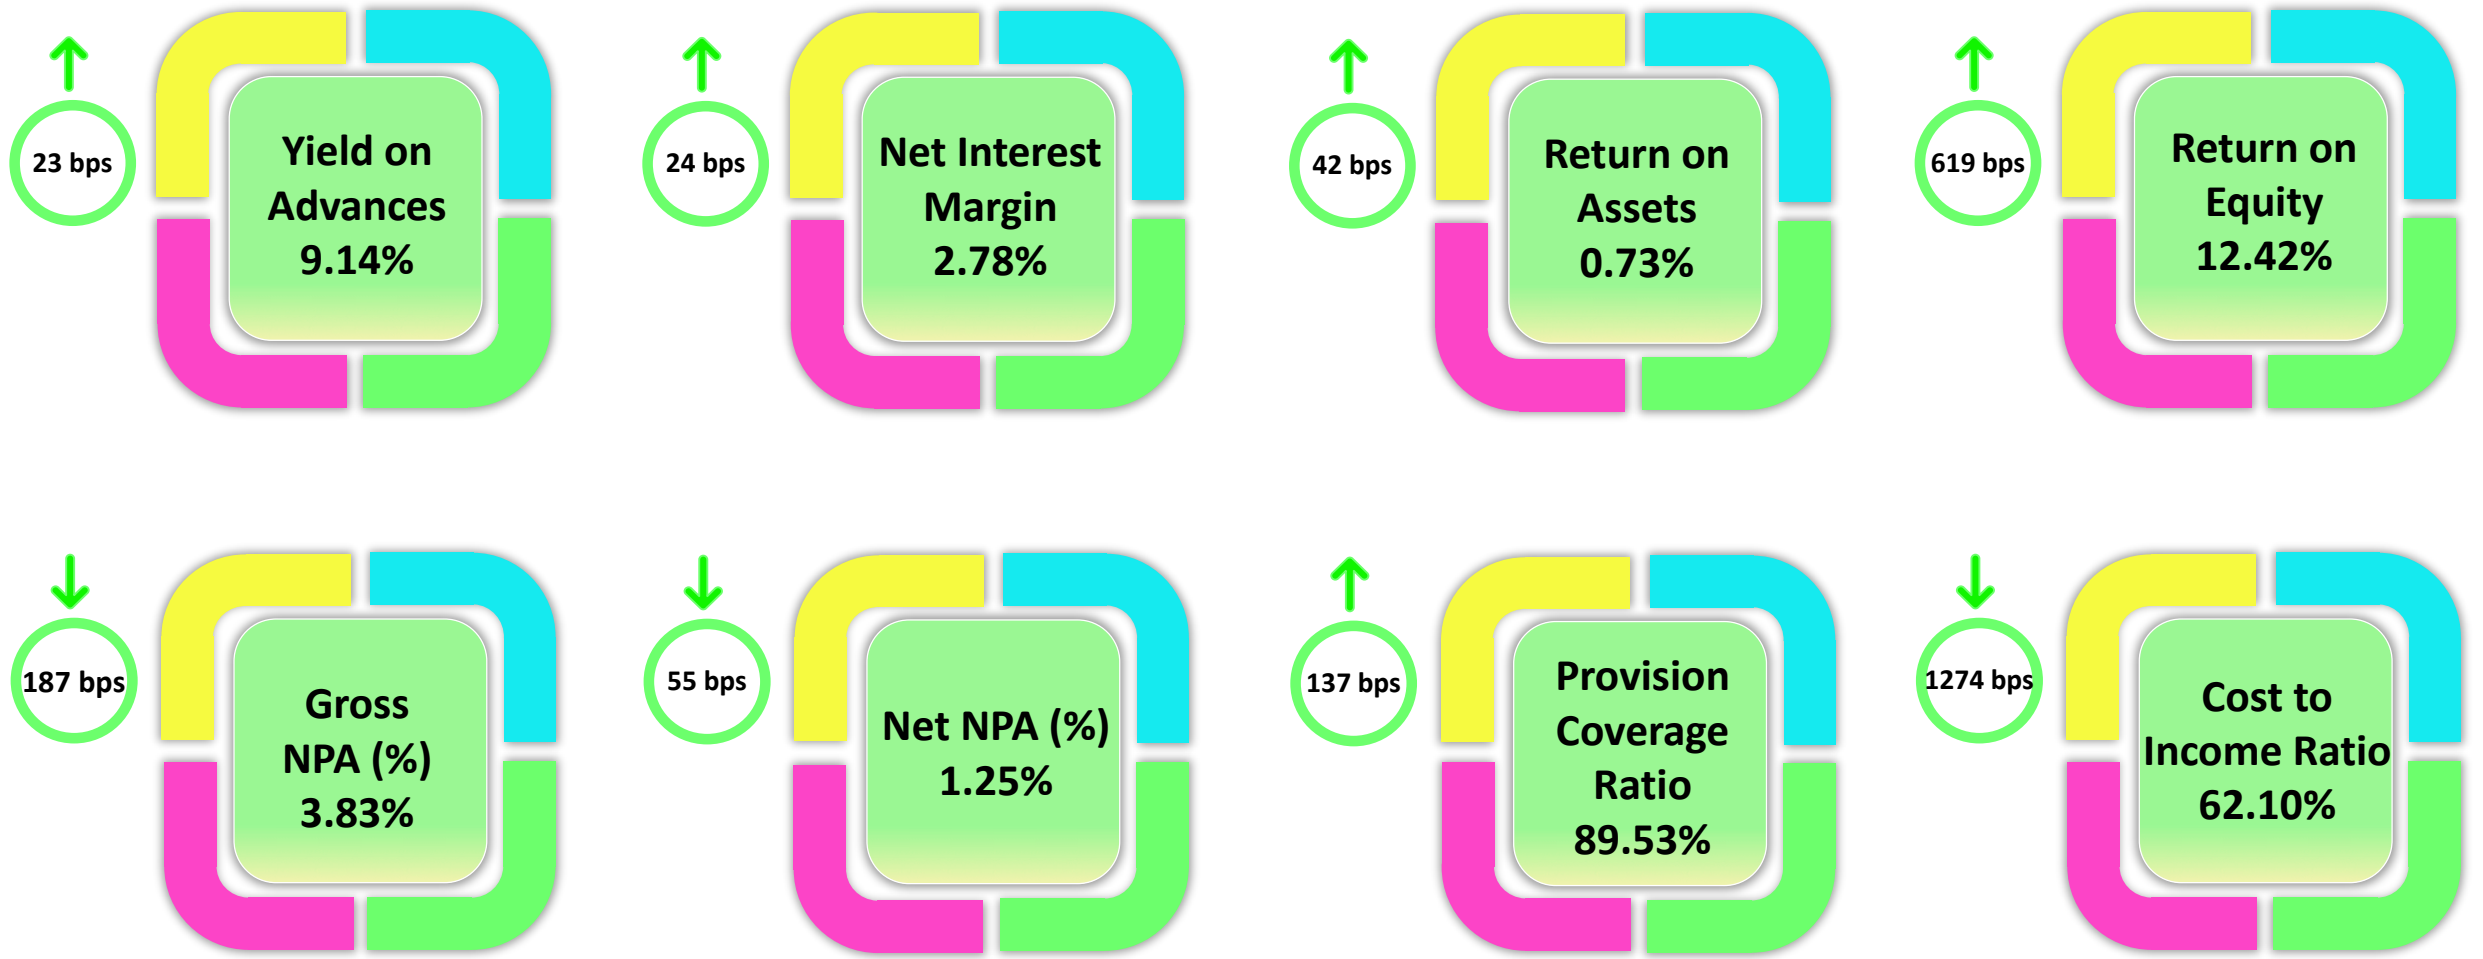 23 bps
Yield on
Advances
9.14%
24 bps
Net Interest
Margin
2.78%
42 bps
Return on
Assets
0.73%
619 bps
Return on
Equity
12.42%
187 bps
Gross
NPA (%)
3.83%
55 bps
Net NPA (%)
1.25%
137 bps
Provision
Coverage
Ratio
89.53%
1274 bps
Cost to
Income Ratio
62.10%